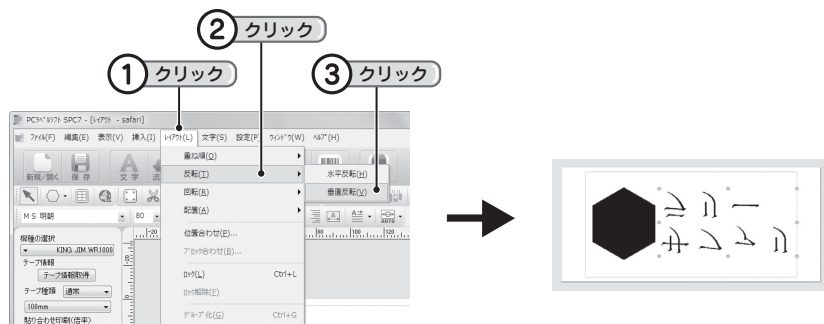 ② クリック
① クリック
③ クリック
PCラベルソフト SPC7 - [レイアウト - safari]
ファイル(F) 編集(E) 表示(V) 挿入(I) レイアウト(L) 文字(S) 設定(P) ウィンドウ(W) ヘルプ(H)
新規/開く 保存 文字
重ね順(O)
反転(T)
回転(R)
配置(A)
位置合わせ(P)...
ブロック合わせ(B)...
ロック(L) Ctrl+L
ロック解除(E)
グループ化(G) Ctrl+G
水平反転(H)
垂直反転(V)
MS 明朝 80
AUTO
機種の選択
KING JIM WR1000
テープ情報
テープ情報取得
テープ種類 通常
100mm
貼り合わせ印刷(倍率)
-20 80 100 120